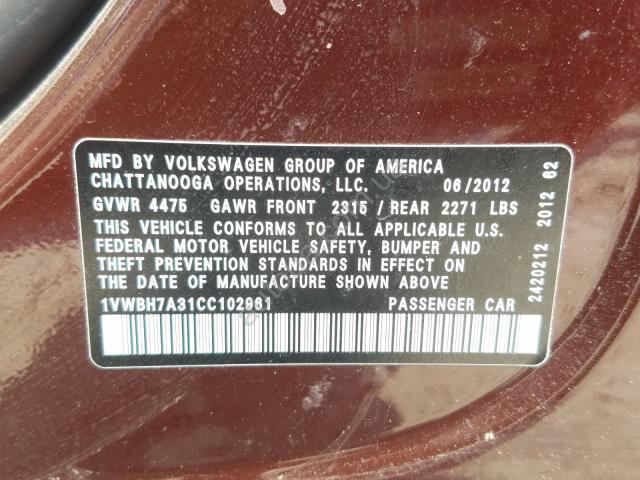 MFD BY VOLKSWAGEN GROUP OF AMERICA
CHATTANOOGA OPERATIONS, LLC. 06/2012
GVWR 4475 GAWR FRONT 2315/REAR 2271 LBS
THIS VEHICLE CONFORMS TO ALL APPLICABLE U.S.
FEDERAL MOTOR VEHICLE SAFETY, BUMPER AND
THEFT PREVENTION STANDARDS IN EFFECT ON
THE DATE OF MANUFACTURE SHOWN ABOVE
1VWBH7A31CC102961 PASSENGER CAR
2420212 2012 62